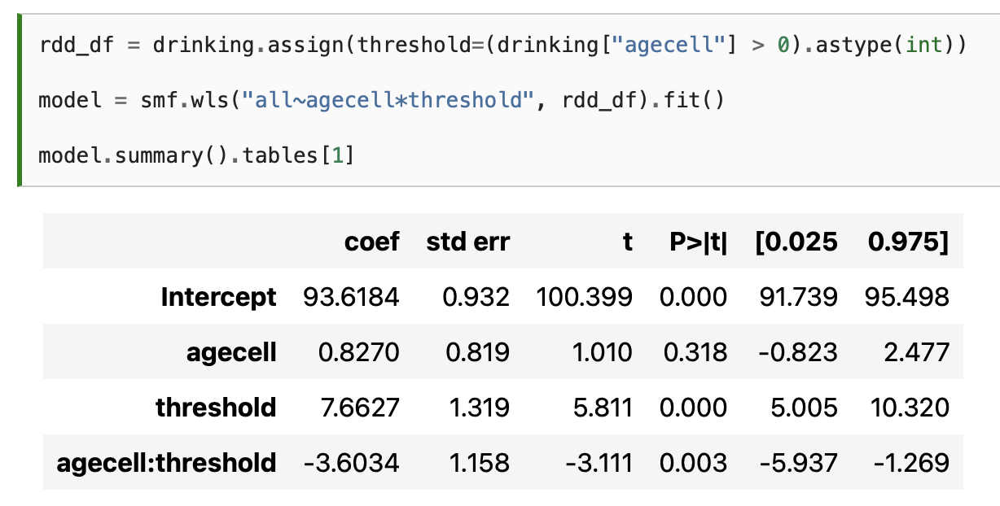 rdd_df = drinking.assign(threshold=(drinking["agecell"] > 0).astype(int))
model = smf.wls("all~agecell*threshold", rdd_df).fit()
model.summary().tables[1]
coef std err t P>|t| [0.025 0.975]
Intercept 93.6184 0.932 100.399 0.000 91.739 95.498
agecell 0.8270 0.819 1.010 0.318 -0.823 2.477
threshold 7.6627 1.319 5.811 0.000 5.005 10.320
agecell:threshold -3.6034 1.158 -3.111 0.003 -5.937 -1.269